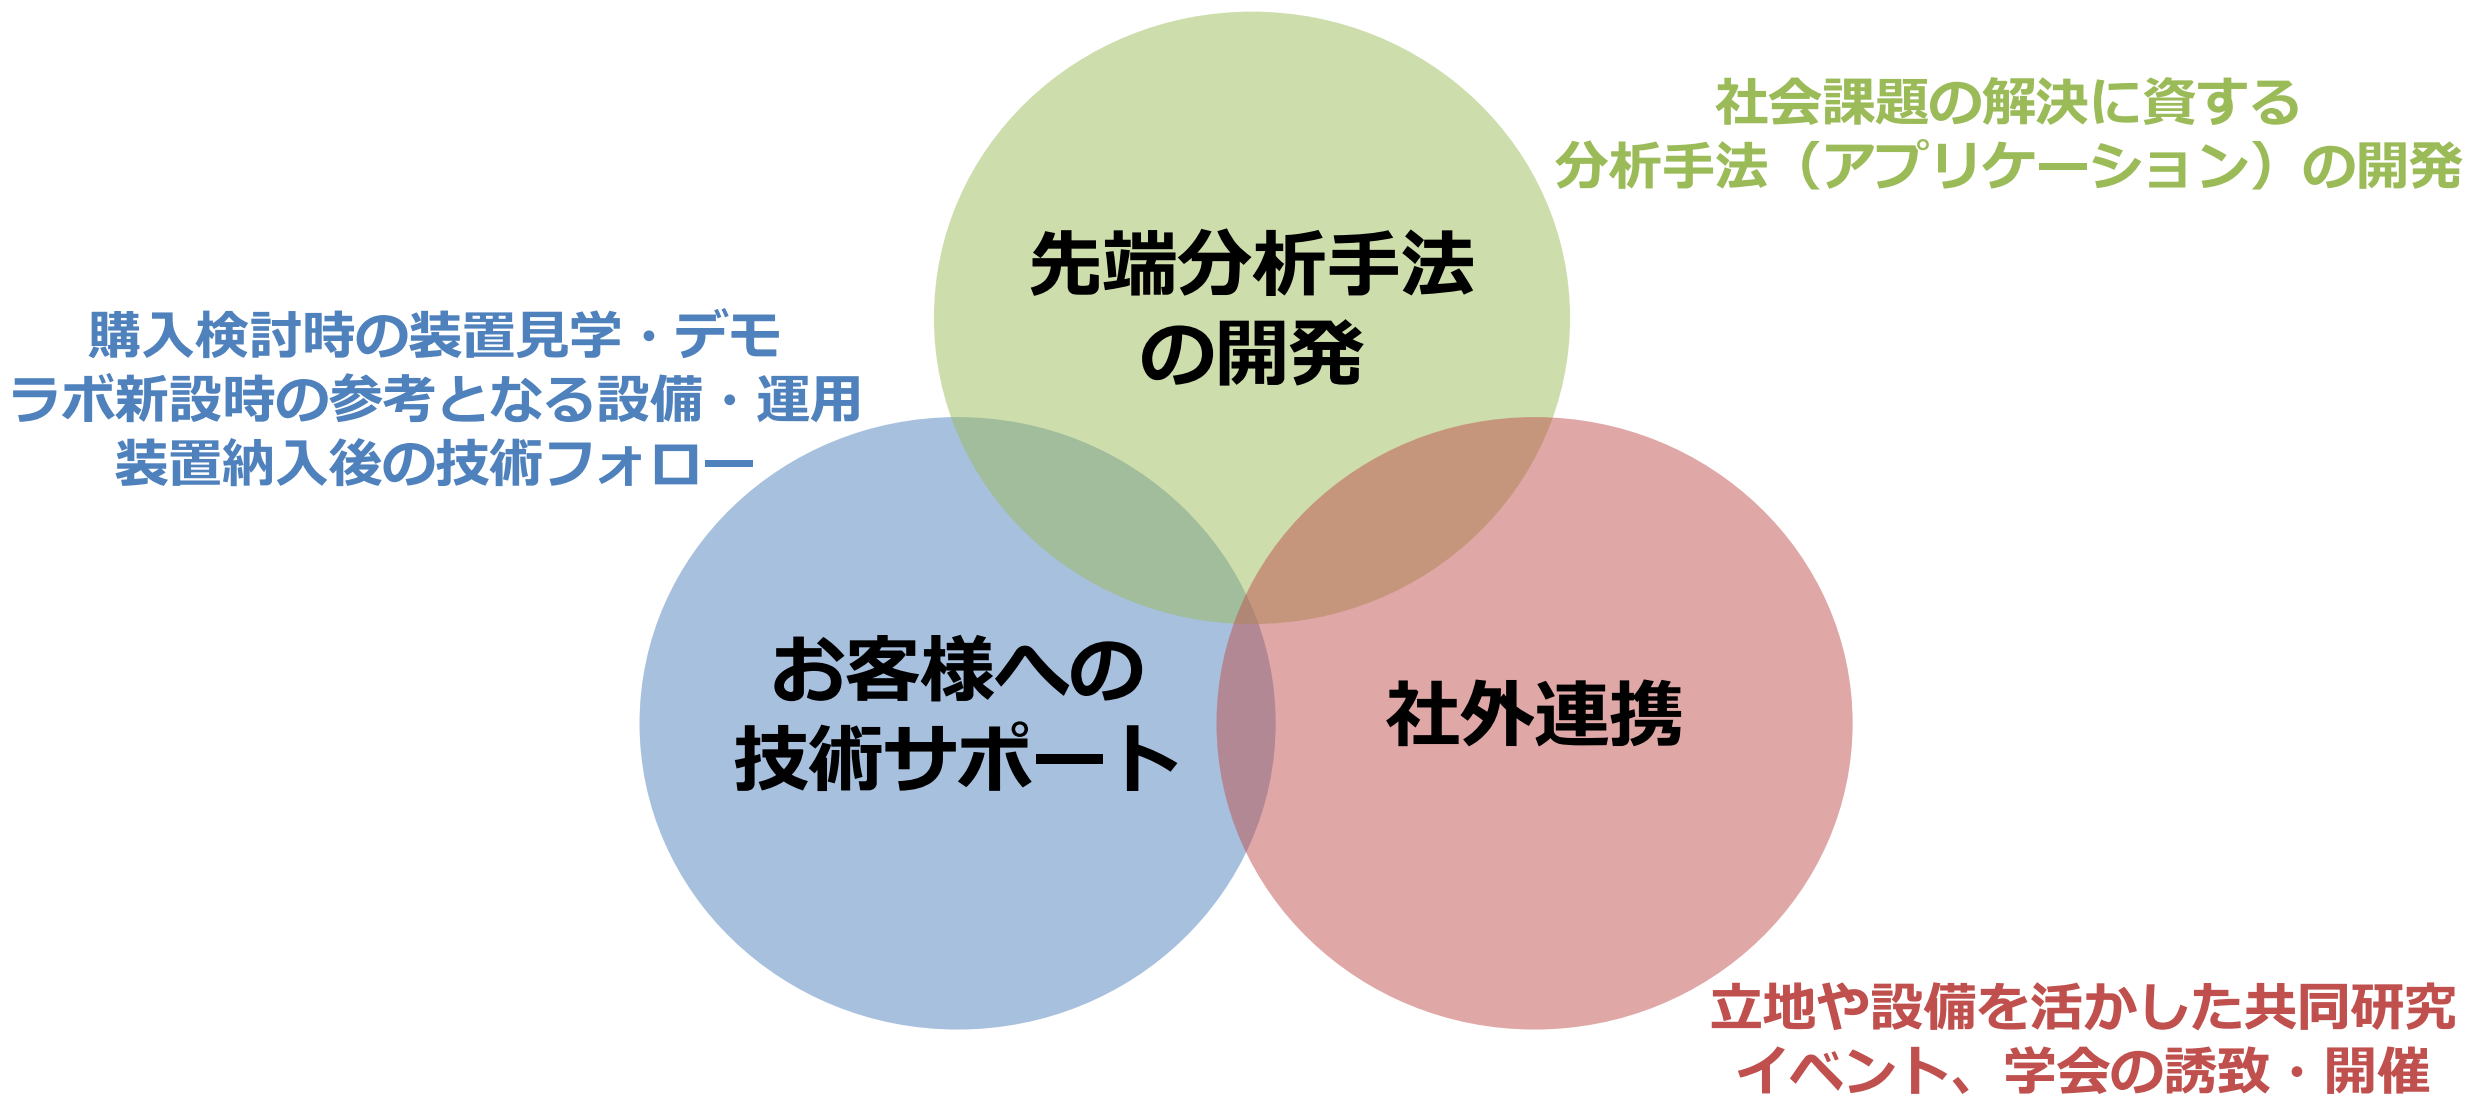 社会課題の解決に資する
分析手法（アプリケーション）の開発
先端分析手法
の開発
購入検討時の装置見学・デモ
ラボ新設時の参考となる設備・運用
装置納入後の技術フォロー
お客様への
技術サポート
社外連携
立地や設備を活かした共同研究
イベント、学会の誘致・開催